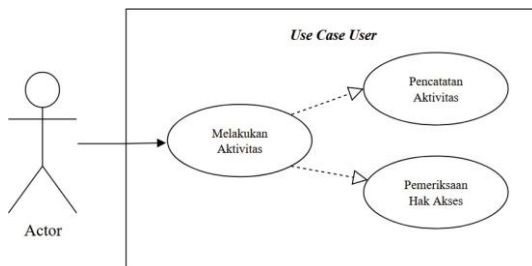 Use Case User
Pencatatan
Aktivitas
Melakukan
Aktivitas
Pemeriksaan
Hak Akses
Actor